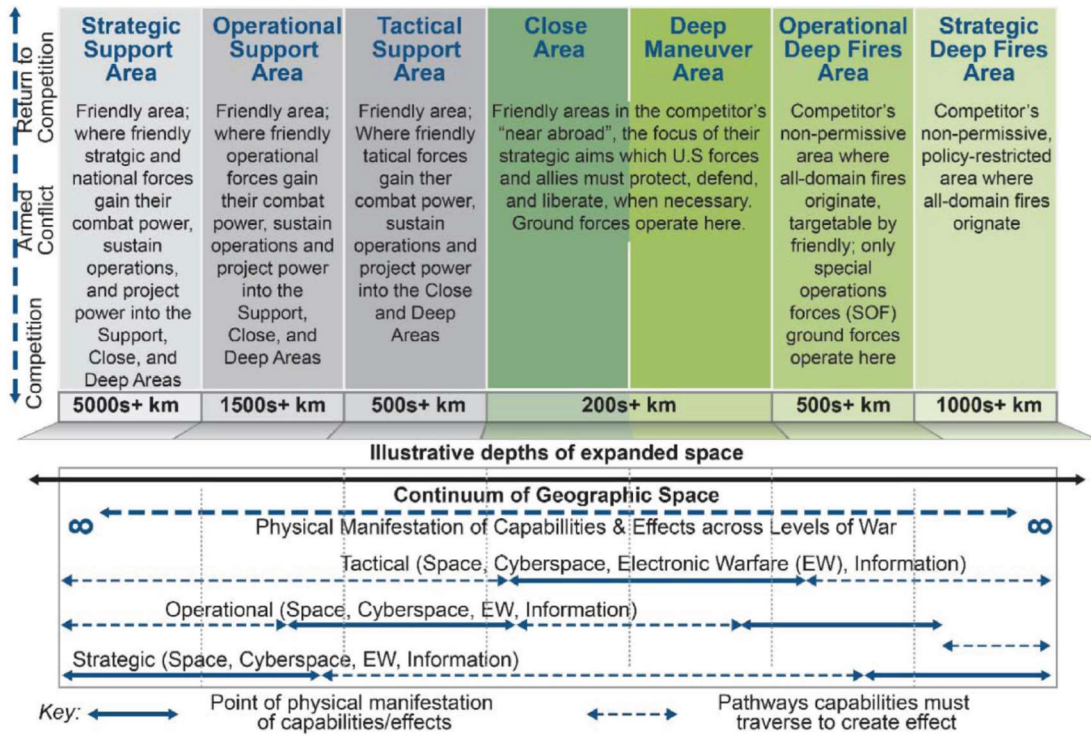 Return to
Competition
Armed
Conflict
Competition
Strategic
Support
Area
Friendly area;
where friendly
stratgic and
national forces
gain their
combat power,
sustain
operations,
and project
power into the
Support,
Close, and
Deep Areas
Operational
Support
Area
Friendly area;
where friendly
operational
forces gain
their combat
power, sustain
operations and
project power
into the
Support,
Close, and
Deep Areas
Tactical
Support
Area
Friendly area;
Where friendly
tatical forces
gain ther
combat power,
sustain
operations and
project power
into the Close
and Deep
Areas
Close
Area
Deep
Maneuver
Area
Friendly areas in the competitor's
“near abroad”, the focus of their
strategic aims which U.S forces
and allies must protect, defend,
and liberate, when necessary.
Ground forces operate here.
Operational
Deep Fires
Area
Competitor's
non-permissive
area where
all-domain fires
originate,
targetable by
friendly; only
special
operations
forces (SOF)
ground forces
operate here
Strategic
Deep Fires
Area
Competitor's
non-permissive,
policy-restricted
area where
all-domain fires
orignate
5000s+ km
1500s+ km
500s+ km
200s+ km
500s+ km
1000s+ km
Illustrative depths of expanded space
Continuum of Geographic Space
∞
Physical Manifestation of Capabillities & Effects across Levels of War
∞
Tactical (Space, Cyberspace, Electronic Warfare (EW), Information)
Operational (Space, Cyberspace, EW, Information)
Strategic (Space, Cyberspace, EW, Information)
Key:
Point of physical manifestation
of capabilities/effects
Pathways capabilities must
traverse to create effect